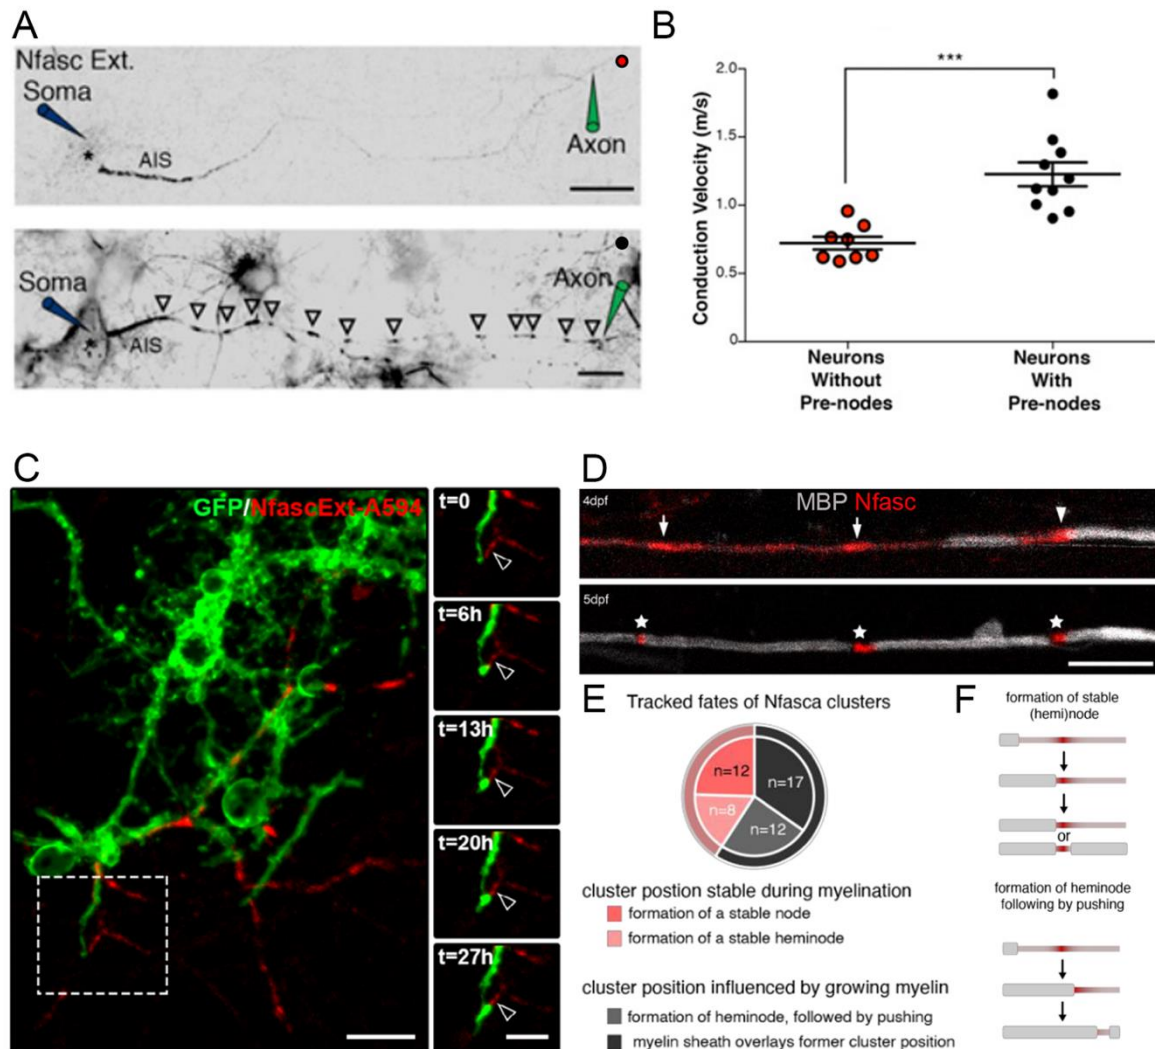 A
Nfasc Ext.
Soma
AIS
Axon
Soma
AIS
Axon
B
***
Conduction Velocity (m/s)
2.0
1.5
1.0
0.5
0
Neurons
Without
Pre-nodes
Neurons
With
Pre-nodes
C
GFP/NfascExt-A594
t=0
t=6h
t=13h
t=20h
t=27h
D
4dpf
MBP Nfasc
5dpf
E
Tracked fates of Nfasca clusters
n=12
n=17
n=8
n=12
cluster postion stable during myelination
formation of a stable node
formation of a stable heminode
cluster position influenced by growing myelin
formation of heminode, followed by pushing
myelin sheath overlays former cluster position
F
formation of stable
(hemi)node
or
formation of heminode
following by pushing